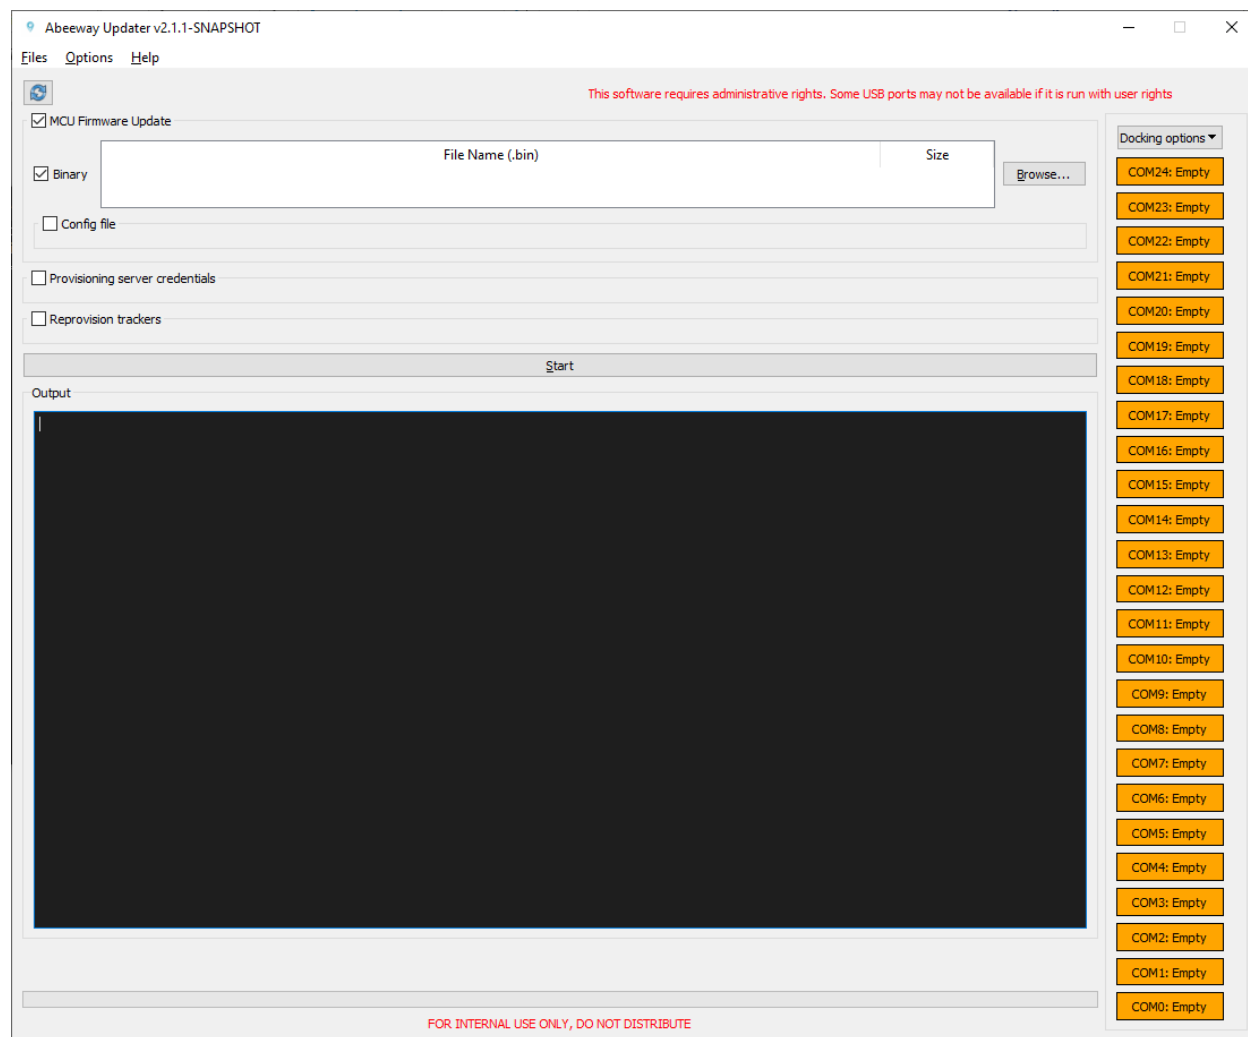 Abeeway Updater v2.1.1-SNAPSHOT
Files Options Help
This software requires administrative rights. Some USB ports may not be available if it is run with user rights
MCU Firmware Update
Binary
File Name (.bin) Size
Browse...
Config file
Provisioning server credentials
Reprovision trackers
Start
Output
Docking options
COM24: Empty
COM23: Empty
COM22: Empty
COM21: Empty
COM20: Empty
COM19: Empty
COM18: Empty
COM17: Empty
COM16: Empty
COM15: Empty
COM14: Empty
COM13: Empty
COM12: Empty
COM11: Empty
COM10: Empty
COM9: Empty
COM8: Empty
COM7: Empty
COM6: Empty
COM5: Empty
COM4: Empty
COM3: Empty
COM2: Empty
COM1: Empty
COM0: Empty
FOR INTERNAL USE ONLY, DO NOT DISTRIBUTE